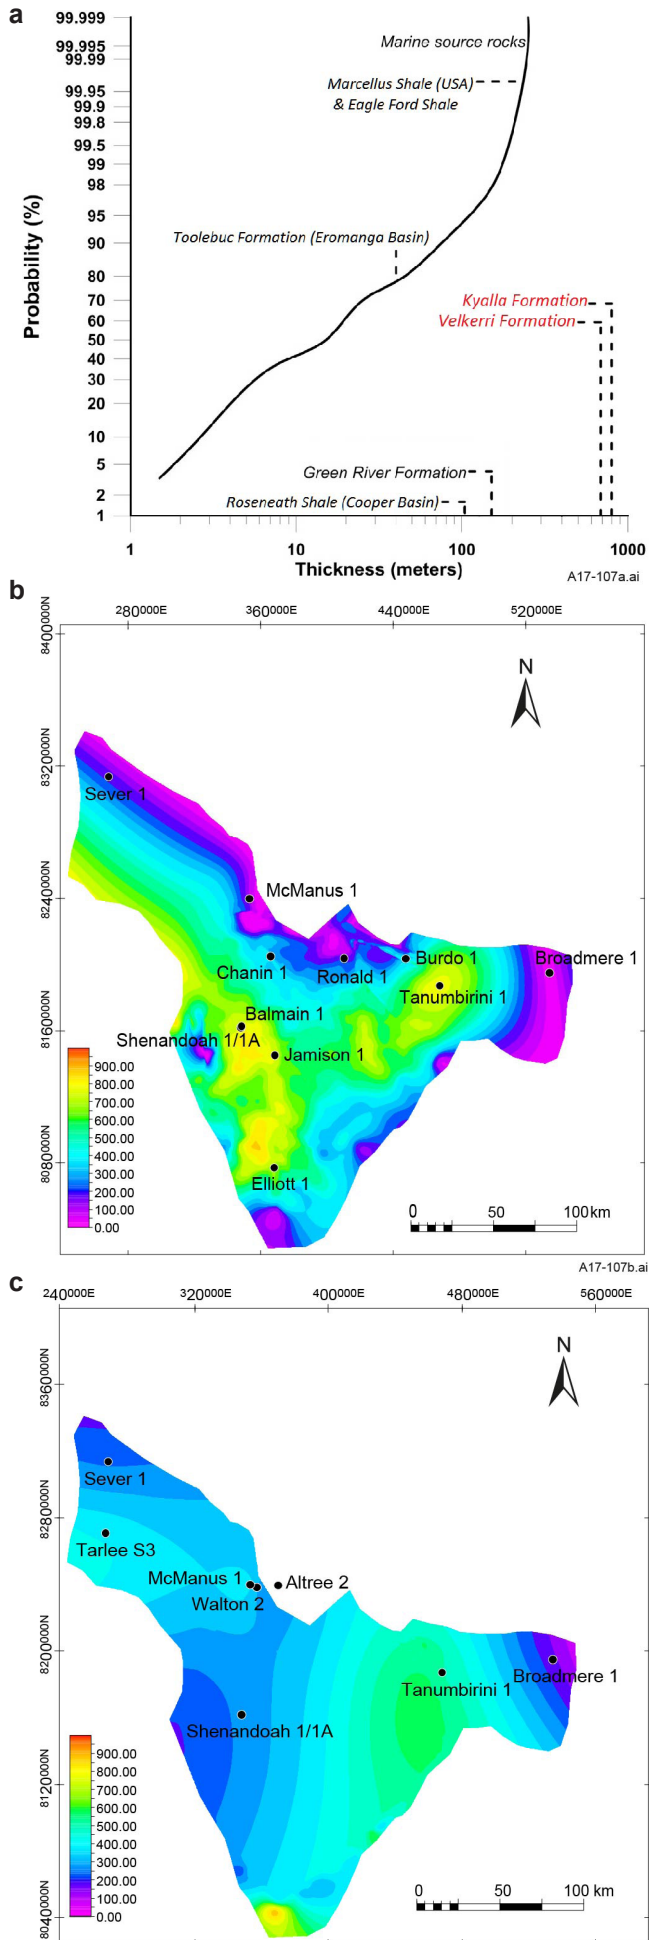 a
99.999
99.995
99.99
99.95
99.9
99.8
99.5
99
98
95
90
80
70
60
50
40
30
20
10
5
2
1
Probability (%)
Marine source rocks
Marcellus Shale (USA)
& Eagle Ford Shale
Toolebuc Formation (Eromanga Basin)
Kyalla Formation
Velkerri Formation
Green River Formation
Roseneath Shale (Cooper Basin)
1 10 100 1000
Thickness (meters)
A17-107a.ai
b
280000E 360000E 440000E 520000E
8400000N
8320000N
8240000N
8160000N
8080000N
N
Sever 1
McManus 1
Chanin 1
Ronald 1
Burdo 1
Broadmere 1
Tanumbirini 1
Balmain 1
Shenandoah 1/1A
Jamison 1
Elliott 1
900.00
800.00
700.00
600.00
500.00
400.00
300.00
200.00
100.00
0.00
0 50 100 km
A17-107b.ai
c
240000E 320000E 400000E 480000E 560000E
8360000N
8280000N
8200000N
8120000N
8040000N
N
Sever 1
Tarlee S3
McManus 1
Altree 2
Walton 2
Broadmere 1
Tanumbirini 1
Shenandoah 1/1A
900.00
800.00
700.00
600.00
500.00
400.00
300.00
200.00
100.00
0.00
0 50 100 km